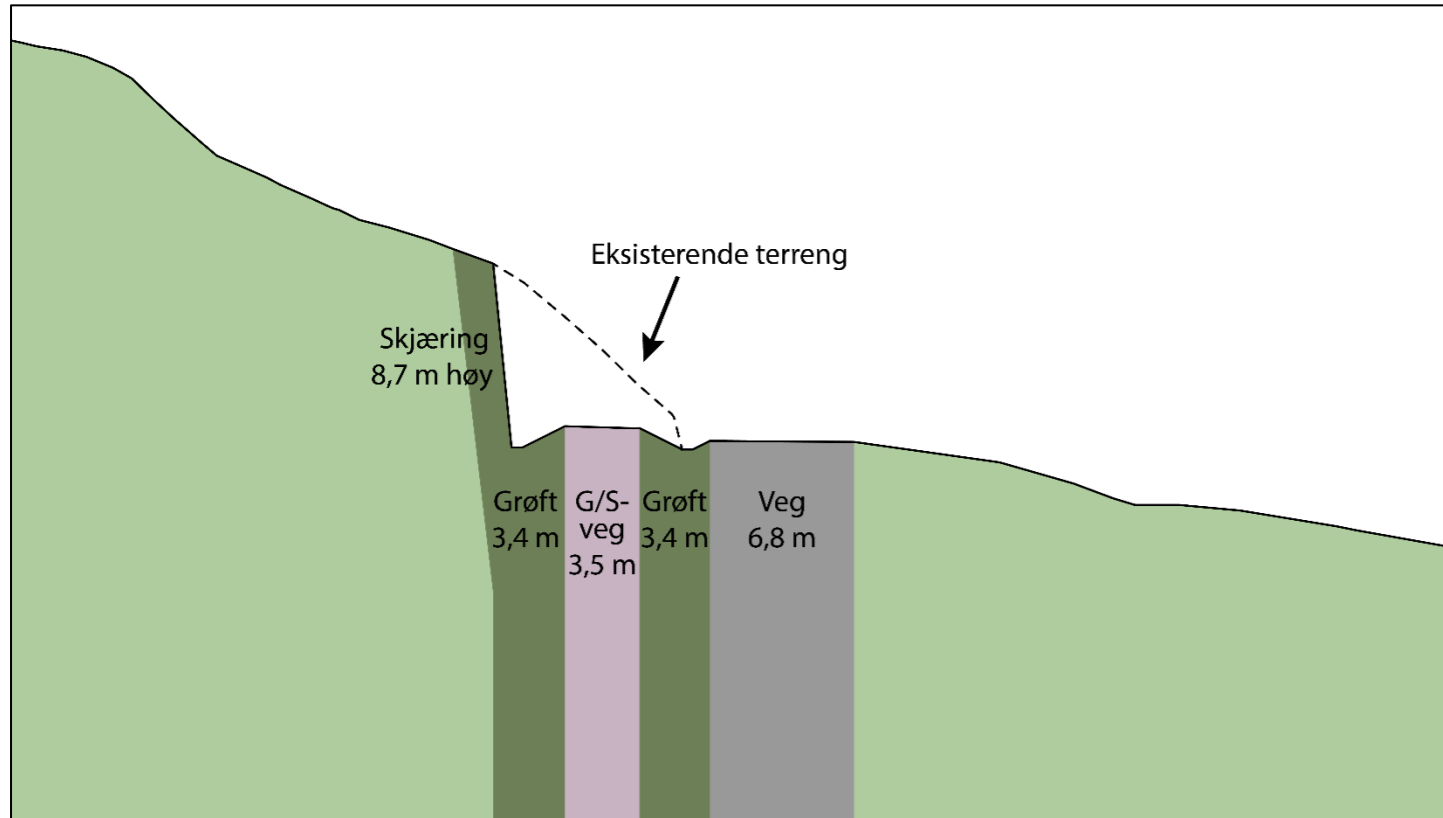 Eksisterende terreng
Skjæring
8,7 m høy
Grøft
3,4 m
G/S-
veg
3,5 m
Grøft
3,4 m
Veg
6,8 m